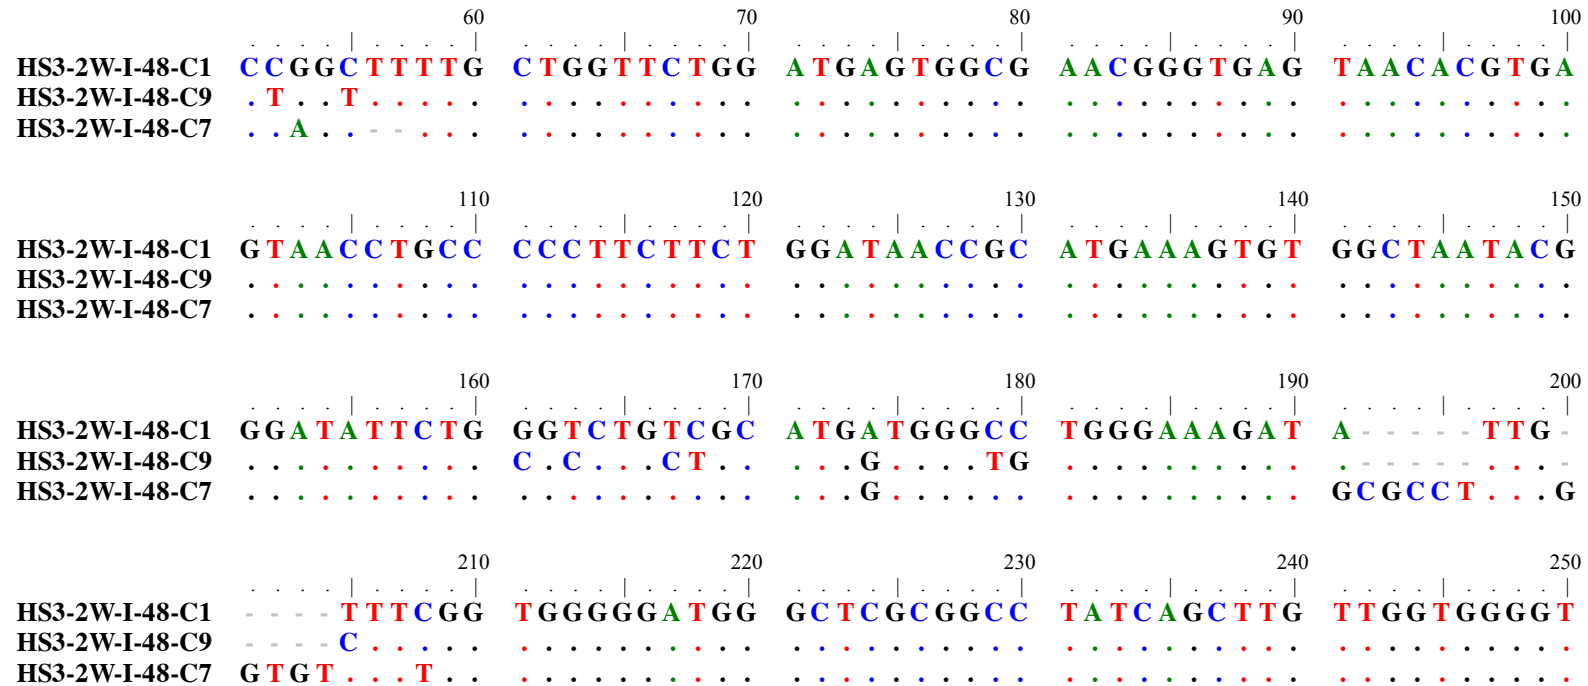 60 70 80 90 100
HS3-2W-I-48-C1 CCGGCTTTTG CTGGTTCTGG ATGAGTGGCG AACGGGTGAG TAACACGTGA
HS3-2W-I-48-C9 .T..T..... .......... .......... .......... ..........
HS3-2W-I-48-C7 ..A..--... .......... .......... .......... ..........
110 120 130 140 150
HS3-2W-I-48-C1 GTAACCTGCC CCCTTCTTCT GGATAACCGC ATGAAAGTGT GGCTAATACG
HS3-2W-I-48-C9 .......... .......... .......... .......... ..........
HS3-2W-I-48-C7 .......... .......... .......... .......... ..........
160 170 180 190 200
HS3-2W-I-48-C1 GGATATTCTG GGTCTGTCGC ATGATGGGCC TGGGAAAGAT A-----TTG-
HS3-2W-I-48-C9 .......... C.C...CT.. ...G....TG .......... .-----...-
HS3-2W-I-48-C7 .......... .......... ...G...... .......... GCGCCT...G
210 220 230 240 250
HS3-2W-I-48-C1 ----TTTCGG TGGGGGATGG GCTCGCGGCC TATCAGCTTG TTGGTGGGGT
HS3-2W-I-48-C9 ----C..... .......... .......... .......... ..........
HS3-2W-I-48-C7 GTGT...T.. .......... .......... .......... ..........